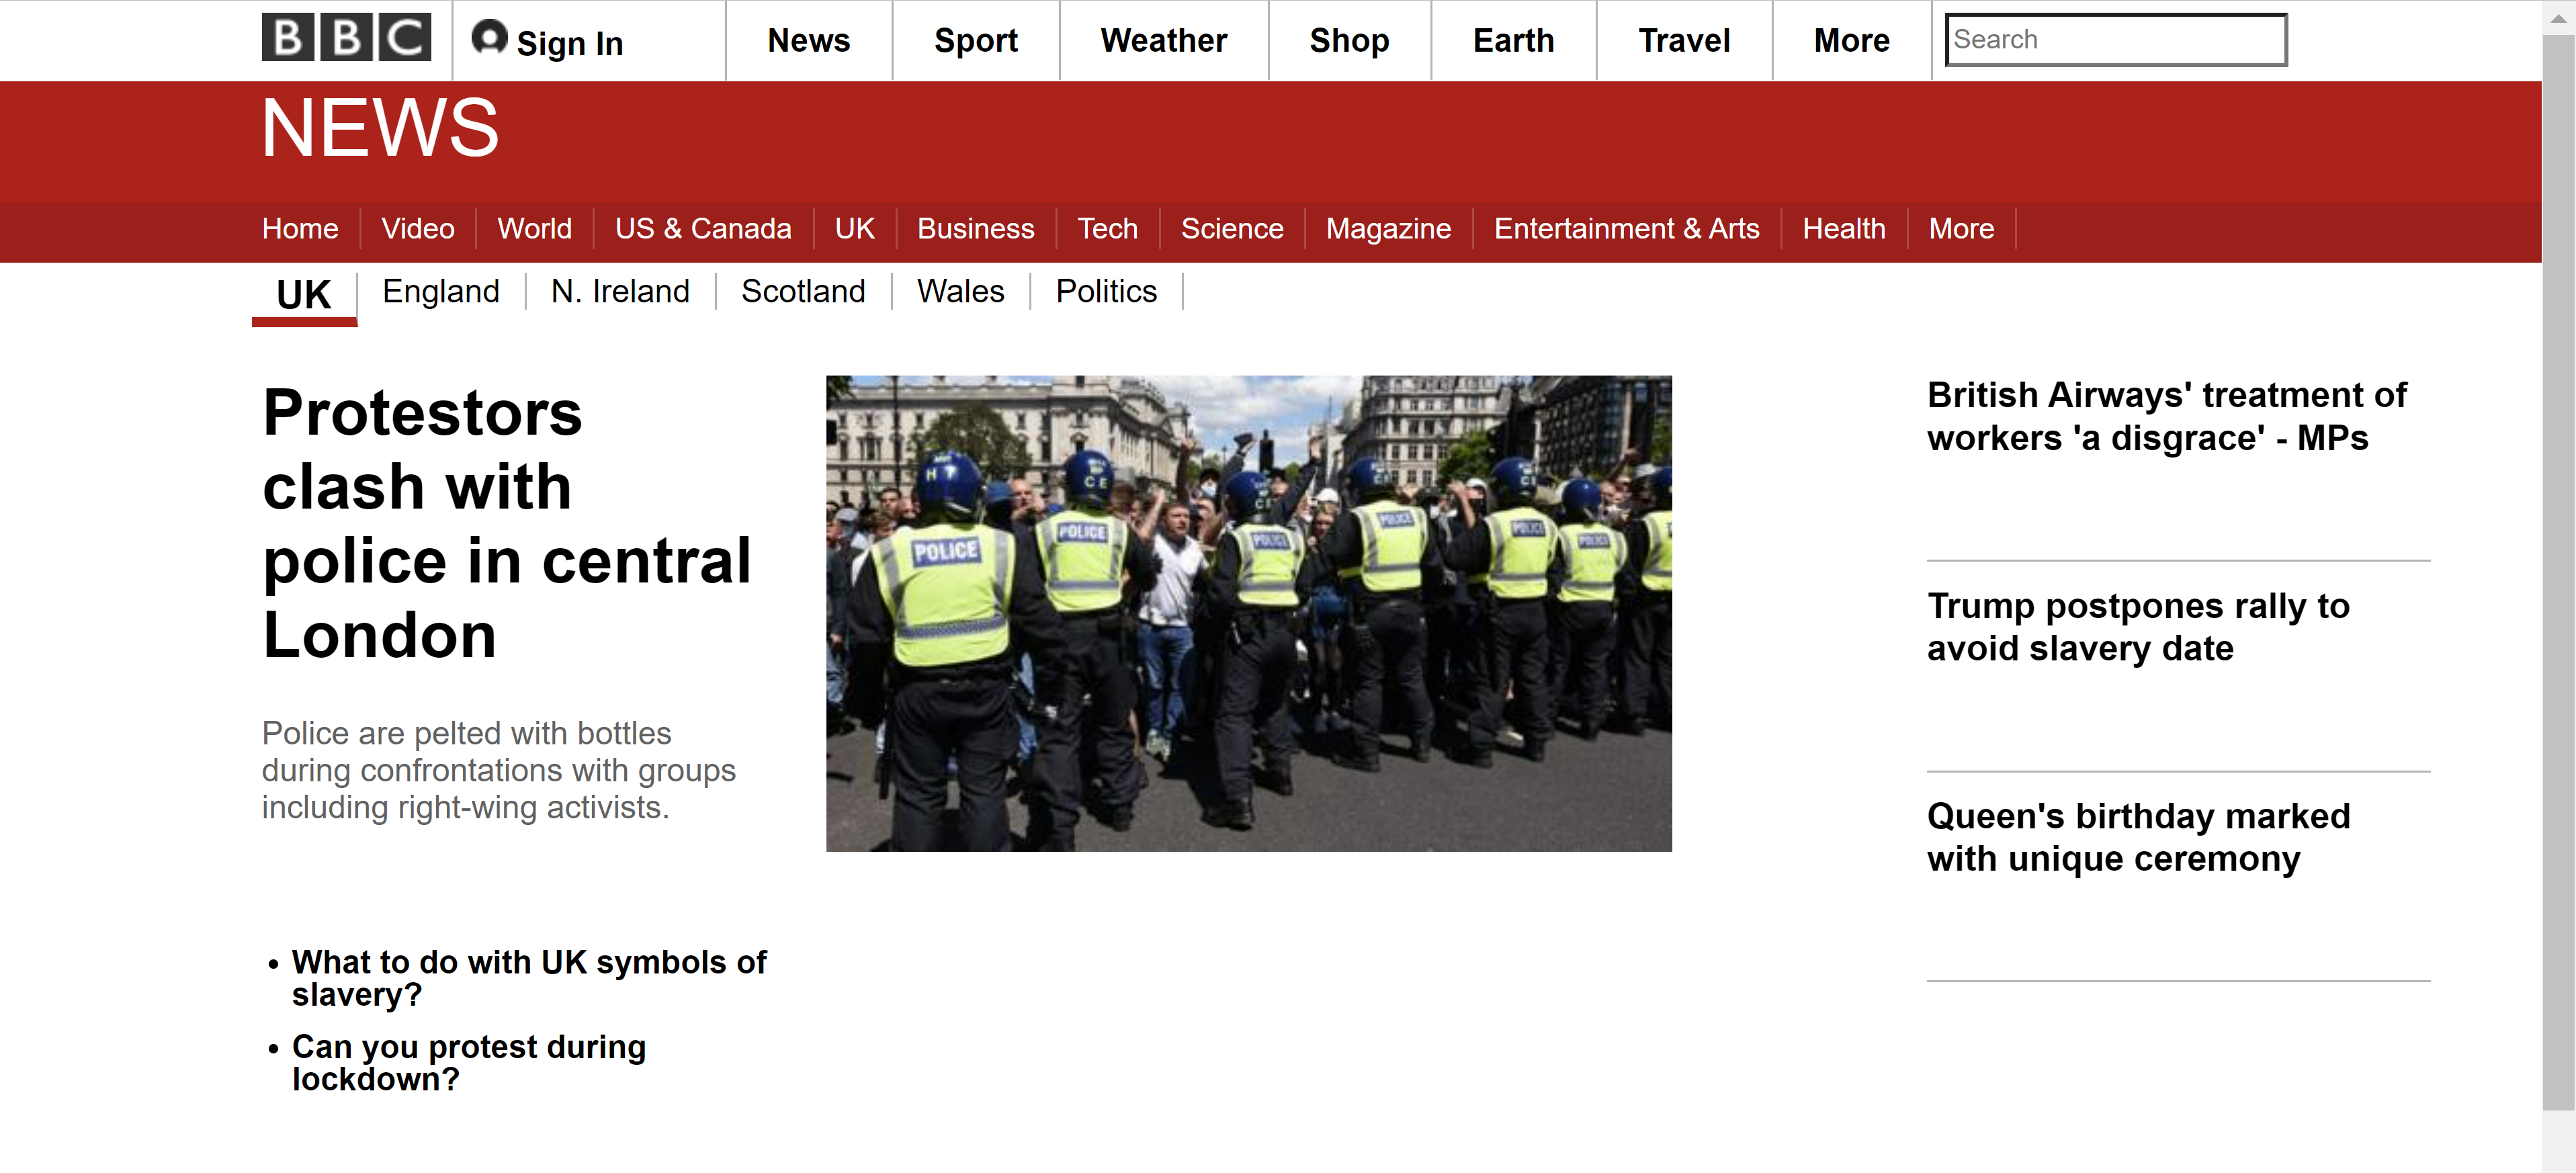 BBC
Sign In
News
Sport
Weather
Shop
Earth
Travel
More
Search
NEWS
Home
Video
World
US & Canada
UK
Business
Tech
Science
Magazine
Entertainment & Arts
Health
More
UK
England
N. Ireland
Scotland
Wales
Politics
Protestors
clash with
police in central
London
Police are pelted with bottles
during confrontations with groups
including right-wing activists.
What to do with UK symbols of
slavery?
Can you protest during
lockdown?
POLICE
POLICE
POLICE
POLICE
POLICE
POLICE
British Airways' treatment of
workers 'a disgrace' - MPs
Trump postpones rally to
avoid slavery date
Queen's birthday marked
with unique ceremony